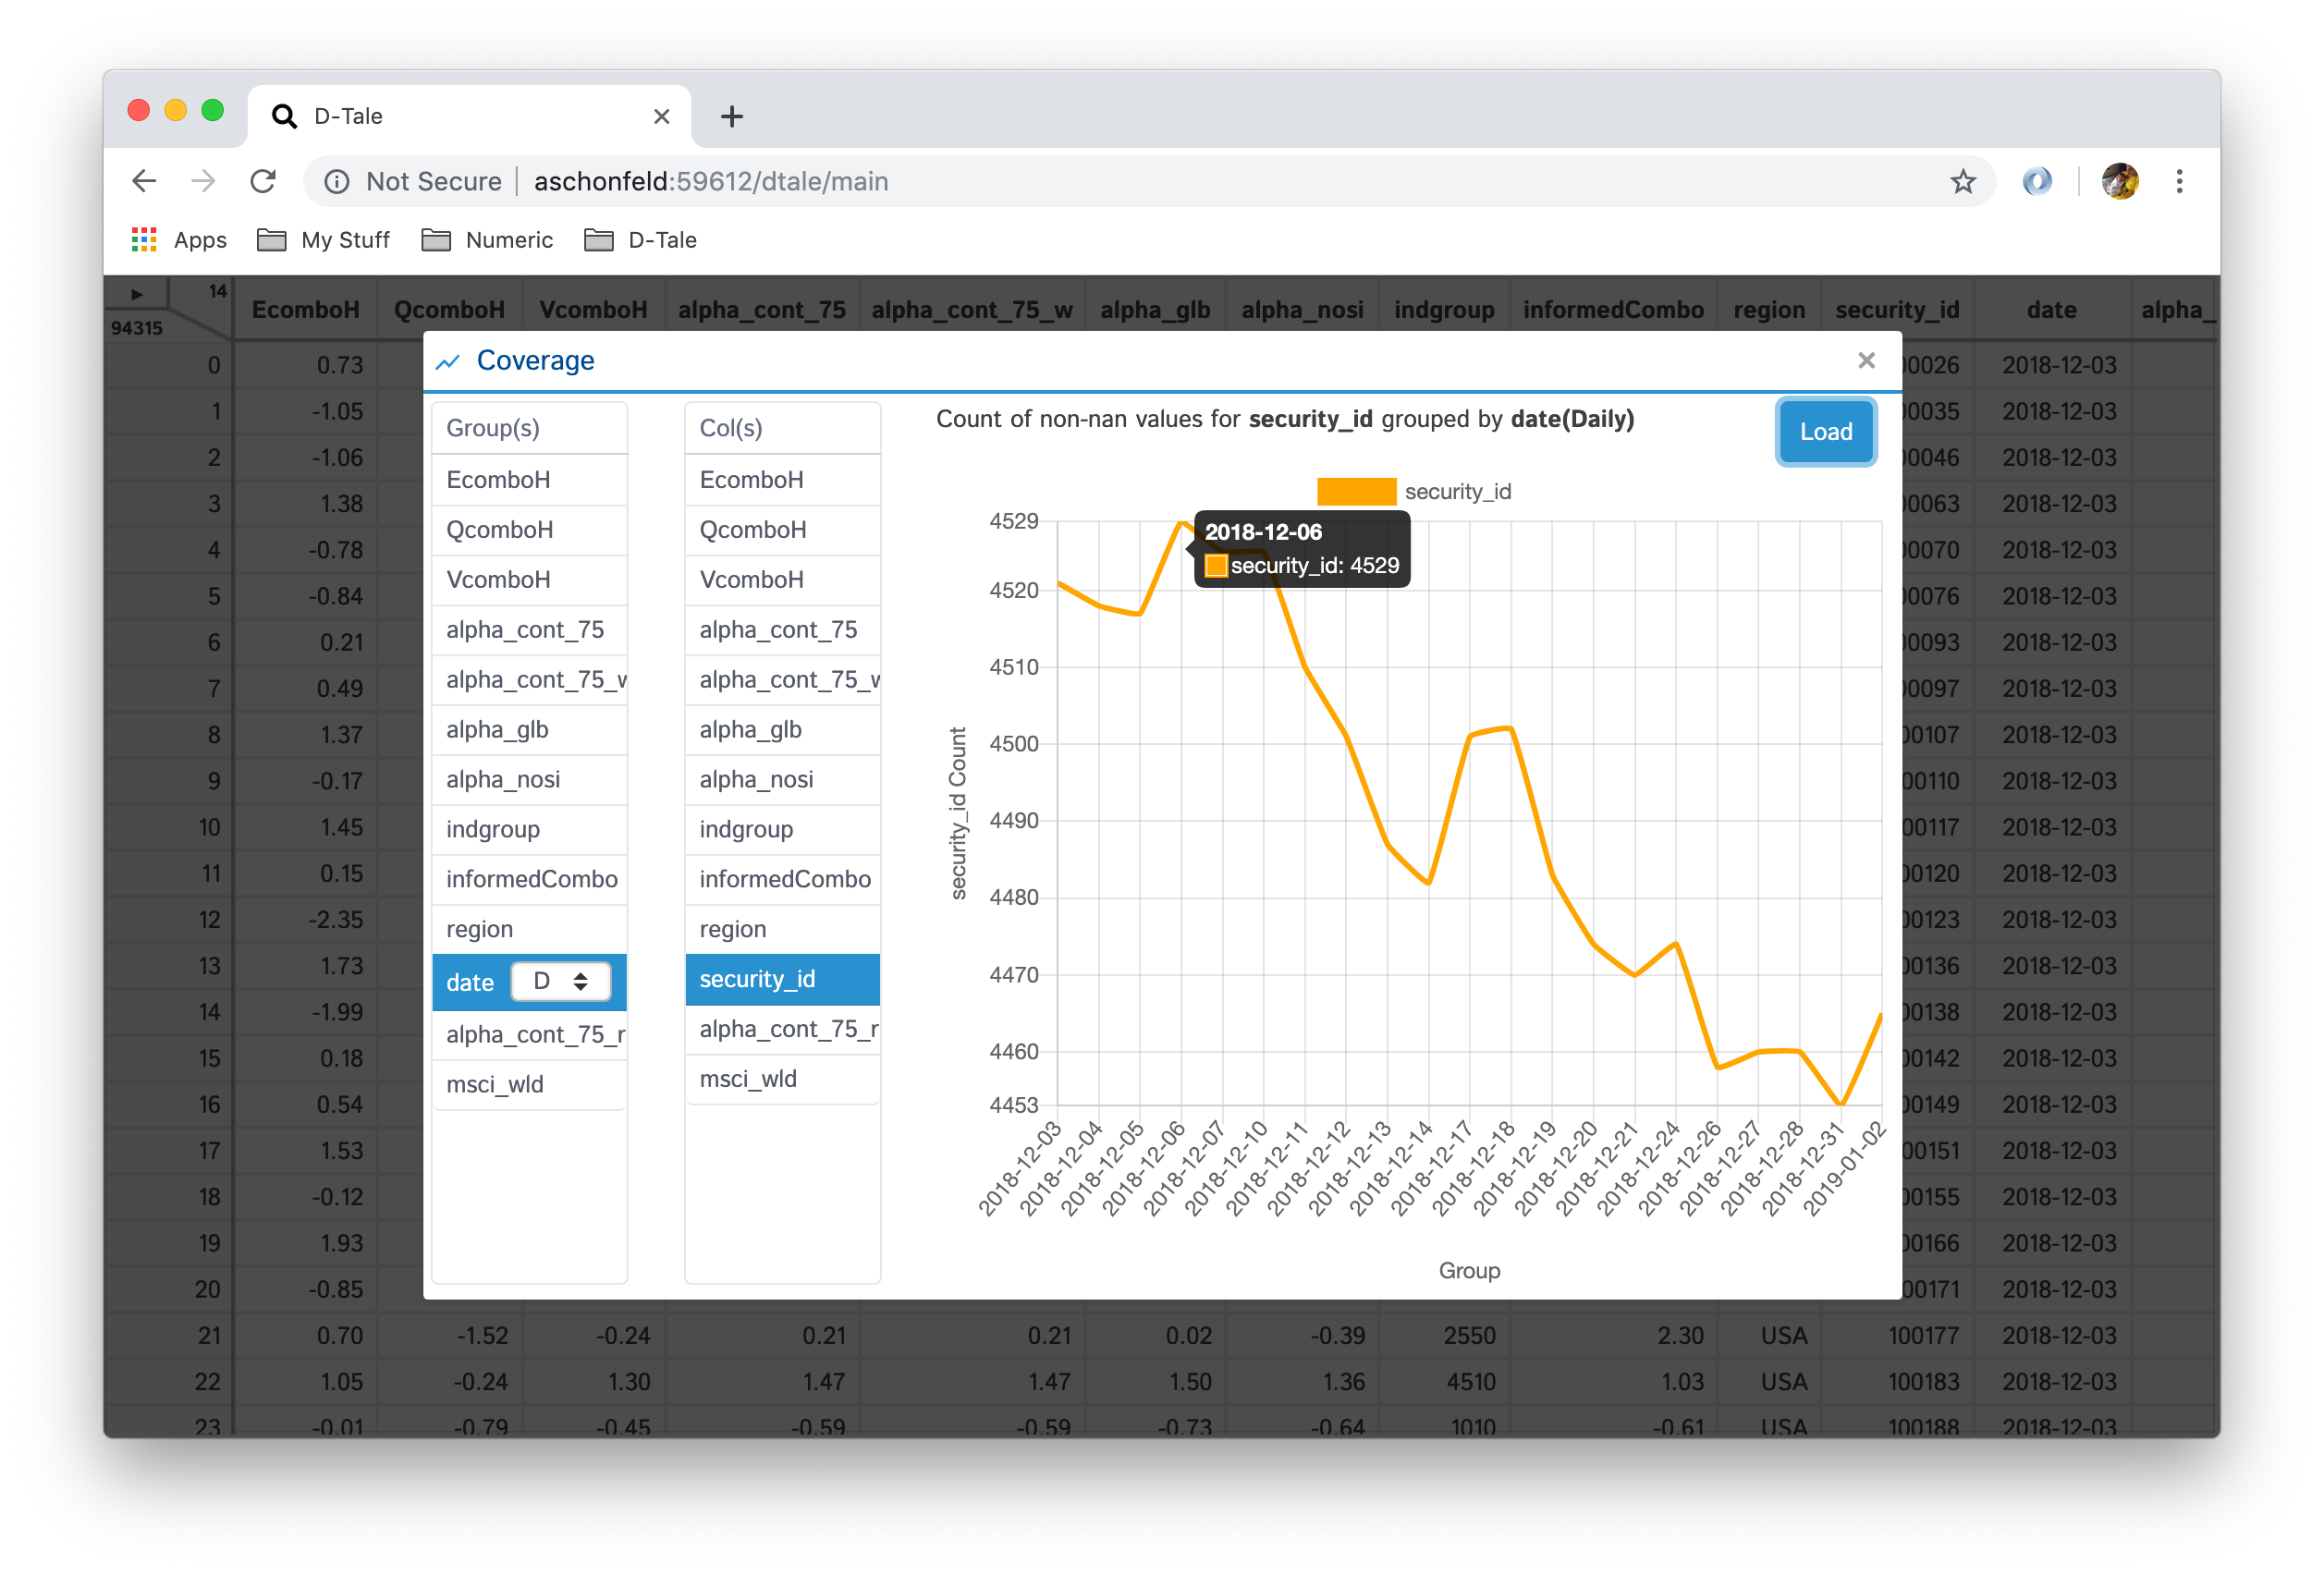 D-Tale
Not Secure aschonfeld:59612/dtale/main
Apps My Stuff Numeric D-Tale
14
94315
EcomboH QcomboH VcomboH alpha_cont_75 alpha_cont_75_w alpha_glb alpha_nosi indgroup informedCombo region security_id date alpha_
Coverage
Group(s)
EcomboH
QcomboH
VcomboH
alpha_cont_75
alpha_cont_75_w
alpha_glb
alpha_nosi
indgroup
informedCombo
region
date D
alpha_cont_75_r
msci_wld
Col(s)
EcomboH
QcomboH
VcomboH
alpha_cont_75
alpha_cont_75_w
alpha_glb
alpha_nosi
indgroup
informedCombo
region
security_id
alpha_cont_75_r
msci_wld
Count of non-nan values for security_id grouped by date(Daily)
Load
security_id
2018-12-06
security_id: 4529
security_id Count
4529
4520
4510
4500
4490
4480
4470
4460
4453
2018-12-03
2018-12-04
2018-12-05
2018-12-06
2018-12-07
2018-12-10
2018-12-11
2018-12-12
2018-12-13
2018-12-14
2018-12-17
2018-12-18
2018-12-19
2018-12-20
2018-12-21
2018-12-24
2018-12-26
2018-12-27
2018-12-28
2018-12-31
2019-01-02
Group
0 0.73 00026 2018-12-03
1 -1.05 00035 2018-12-03
2 -1.06 00046 2018-12-03
3 1.38 00063 2018-12-03
4 -0.78 00070 2018-12-03
5 -0.84 00076 2018-12-03
6 0.21 00093 2018-12-03
7 0.49 00097 2018-12-03
8 1.37 00107 2018-12-03
9 -0.17 00110 2018-12-03
10 1.45 00117 2018-12-03
11 0.15 00120 2018-12-03
12 -2.35 00123 2018-12-03
13 1.73 00136 2018-12-03
14 -1.99 00138 2018-12-03
15 0.18 00142 2018-12-03
16 0.54 00149 2018-12-03
17 1.53 00151 2018-12-03
18 -0.12 00155 2018-12-03
19 1.93 00166 2018-12-03
20 -0.85 00171 2018-12-03
21 0.70 -1.52 -0.24 0.21 0.21 0.02 -0.39 2550 2.30 USA 100177 2018-12-03
22 1.05 -0.24 1.30 1.47 1.47 1.50 1.36 4510 1.03 USA 100183 2018-12-03
23 -0.01 -0.79 -0.45 -0.59 -0.59 -0.73 -0.64 1010 -0.61 USA 100188 2018-12-03